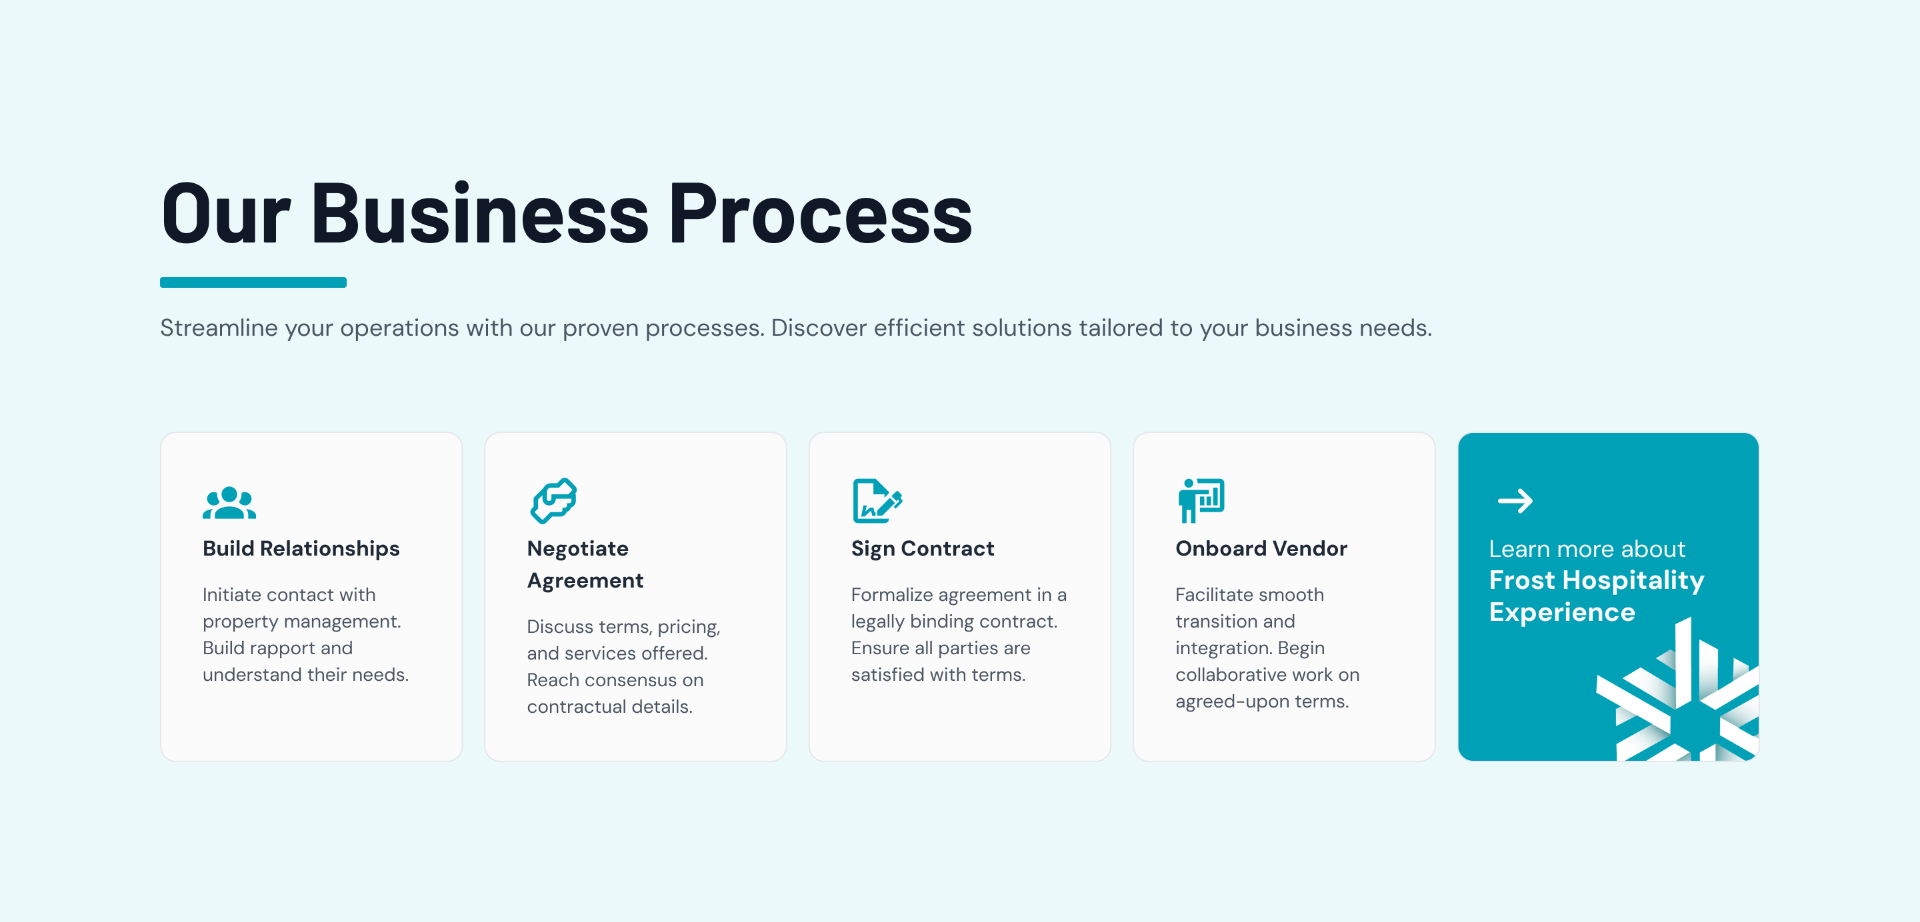 Our Business Process
Streamline your operations with our proven processes. Discover efficient solutions tailored to your business needs.
Build Relationships
Initiate contact with
property management.
Build rapport and
understand their needs.
Negotiate
Agreement
Discuss terms, pricing,
and services offered.
Reach consensus on
contractual details.
Sign Contract
Formalize agreement in a
legally binding contract.
Ensure all parties are
satisfied with terms.
Onboard Vendor
Facilitate smooth
transition and
integration. Begin
collaborative work on
agreed-upon terms.
Learn more about
Frost Hospitality
Experience